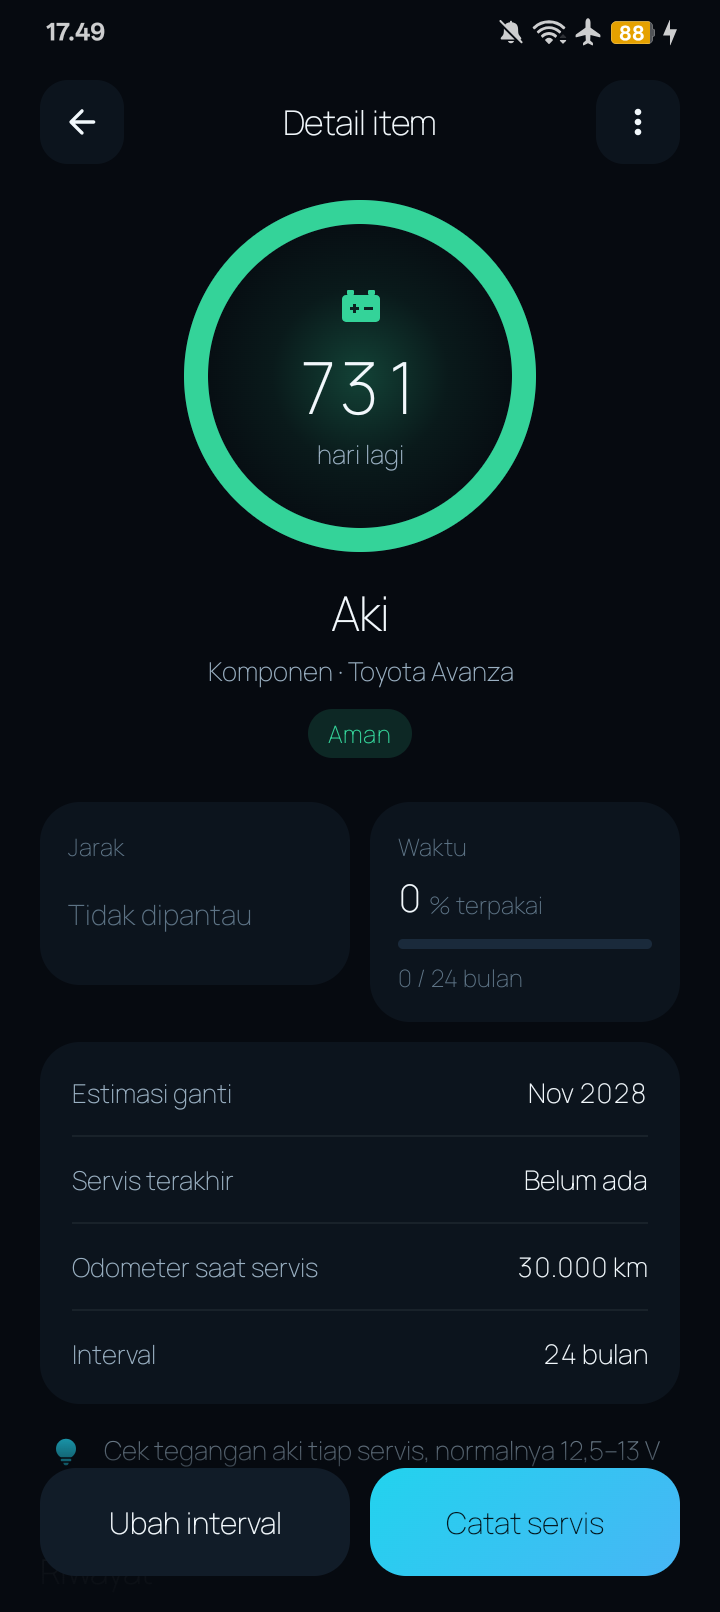 17.49
88
Detail item
731
hari lagi
Aki
Komponen · Toyota Avanza
Aman
Jarak
Tidak dipantau
Waktu
0 % terpakai
0 / 24 bulan
Estimasi ganti Nov 2028
Servis terakhir Belum ada
Odometer saat servis 30.000 km
Interval 24 bulan
Cek tegangan aki tiap servis, normalnya 12,5–13 V
Ubah interval
Catat servis
Riwayat